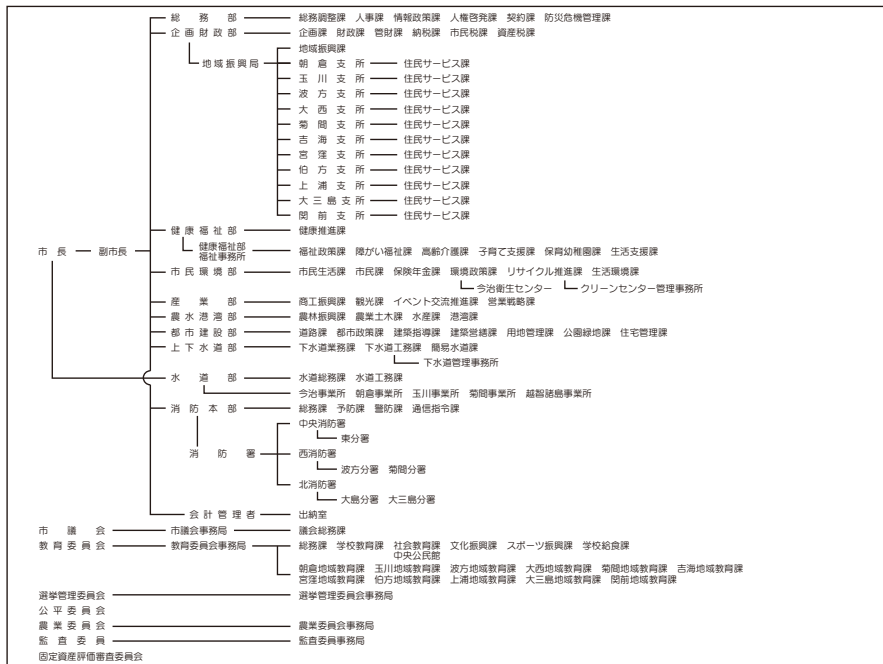 総務部 総務調整課 人事課 情報政策課 人権啓発課 契約課 防災危機管理課
企画財政部 企画課 財政課 管財課 納税課 市民税課 資産税課
地域振興課
地域振興局 朝倉支所 住民サービス課
玉川支所 住民サービス課
波方支所 住民サービス課
大西支所 住民サービス課
菊間支所 住民サービス課
吉海支所 住民サービス課
宮窪支所 住民サービス課
伯方支所 住民サービス課
上浦支所 住民サービス課
大三島支所 住民サービス課
関前支所 住民サービス課
健康福祉部 健康推進課
市長 副市長 健康福祉部
福祉事務所 福祉政策課 障がい福祉課 高齢介護課 子育て支援課 保育幼稚園課 生活支援課
市民環境部 市民生活課 市民課 保険年金課 環境政策課 リサイクル推進課 生活環境課
今治衛生センター クリーンセンター管理事務所
産業部 商工振興課 観光課 イベント交流推進課 営業戦略課
農水港湾部 農林振興課 農業土木課 水産課 港湾課
都市建設部 道路課 都市政策課 建築指導課 建築営繕課 用地管理課 公園緑地課 住宅管理課
上下水道部 下水道業務課 下水道工務課 簡易水道課
下水道管理事務所
水道部 水道総務課 水道工務課
今治事業所 朝倉事業所 玉川事業所 菊間事業所 越智諸島事業所
消防本部 総務課 予防課 警防課 通信指令課
中央消防署
東分署
消防署 西消防署
波方分署 菊間分署
北消防署
大島分署 大三島分署
会計管理者 出納室
市議会 市議会事務局 議会総務課
教育委員会 教育委員会事務局 総務課 学校教育課 社会教育課 文化振興課 スポーツ振興課 学校給食課
中央公民館
朝倉地域教育課 玉川地域教育課 波方地域教育課 大西地域教育課 菊間地域教育課 吉海地域教育課
宮窪地域教育課 伯方地域教育課 上浦地域教育課 大三島地域教育課 関前地域教育課
選挙管理委員会 選挙管理委員会事務局
公平委員会
農業委員会 農業委員会事務局
監査委員 監査委員事務局
固定資産評価審査委員会